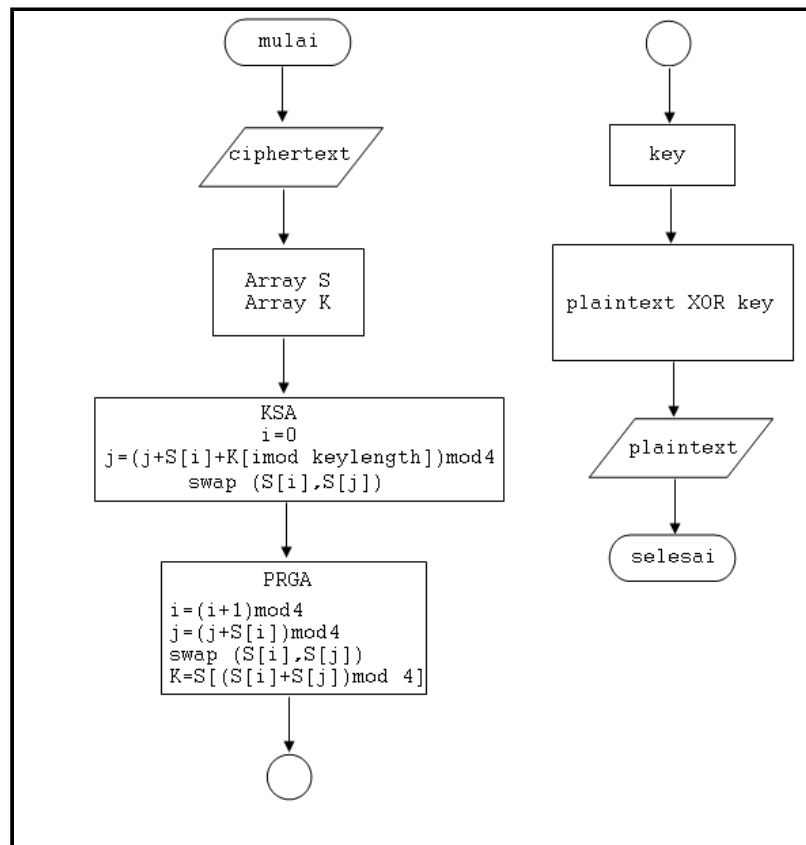 mulai
ciphertext
Array S
Array K
KSA
i=0
j=(j+S[i]+K[imod keylength])mod4
swap (S[i],S[j])
PRGA
i=(i+1)mod4
j=(j+S[i])mod4
swap (S[i],S[j])
K=S[(S[i]+S[j])mod 4]
key
plaintext XOR key
plaintext
selesai